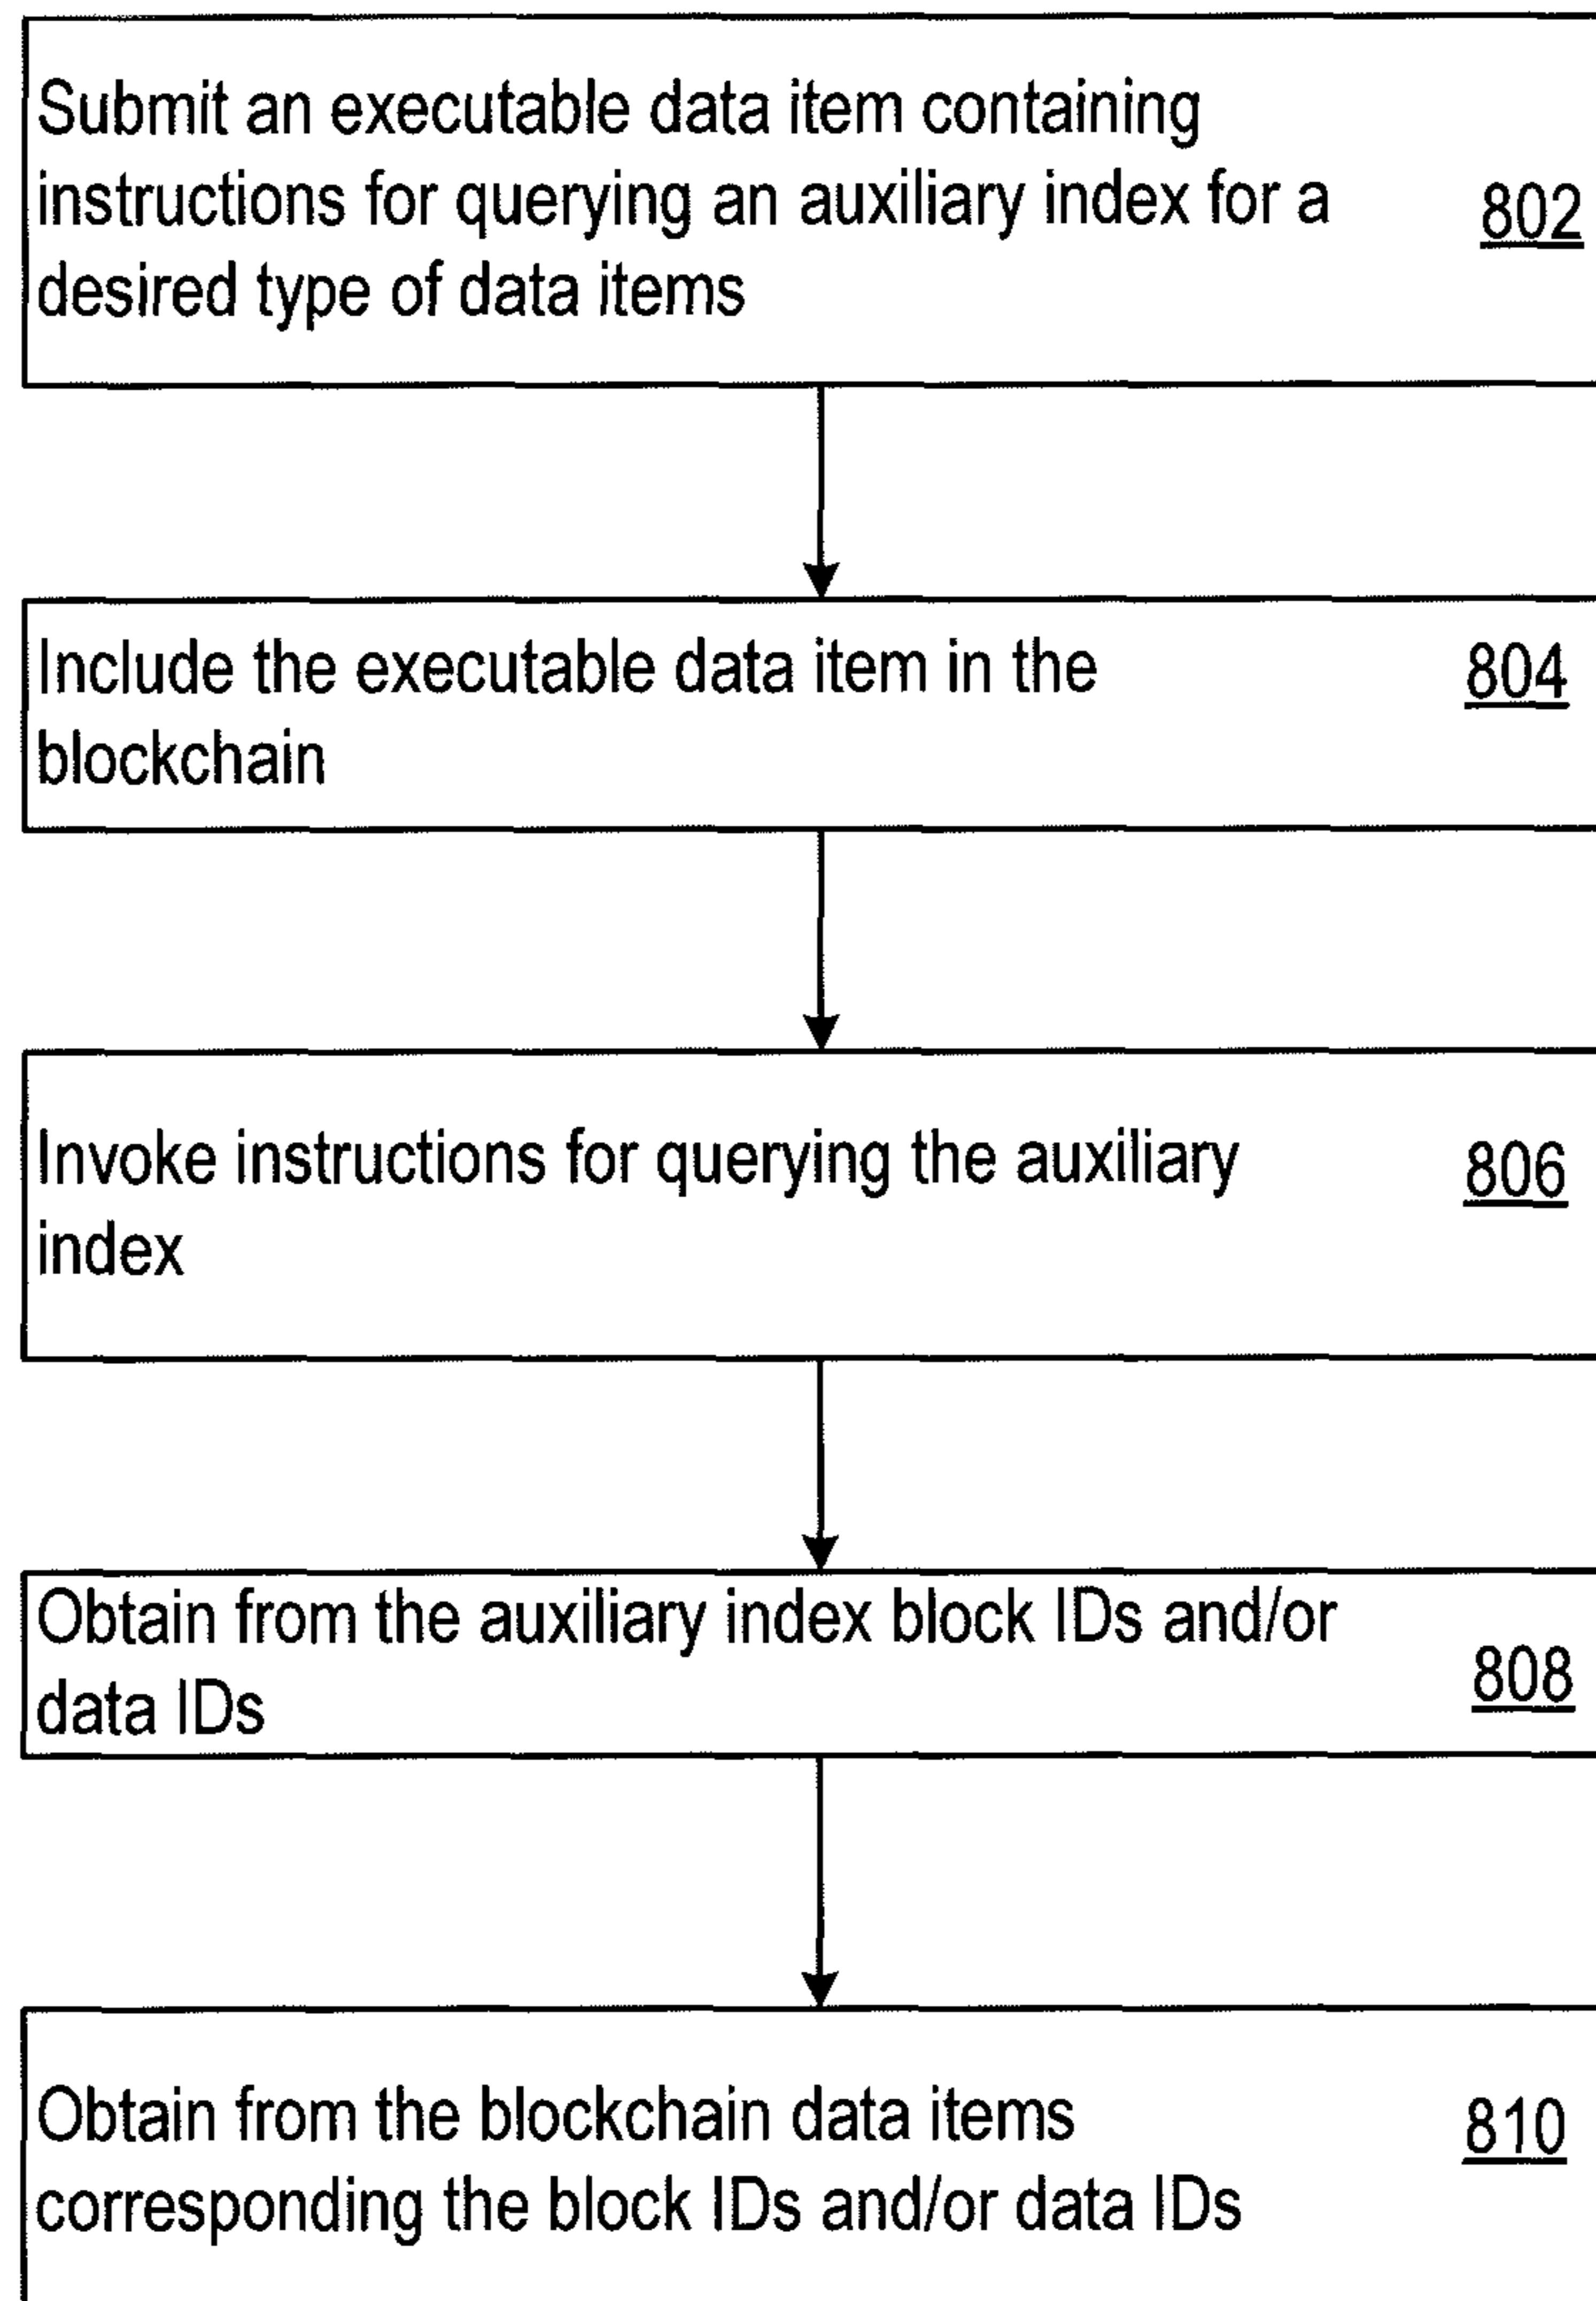 Submit an executable data item containing
instructions for querying an auxiliary index for a
802
desired type of data items
Include the executable data item in the
804
blockchain
Invoke instructions for querying the auxiliary
806
index
Obtain from the auxiliary index block IDs and/or
808
data IDs
Obtain from the blockchain data items
810
corresponding the block IDs and/or data IDs